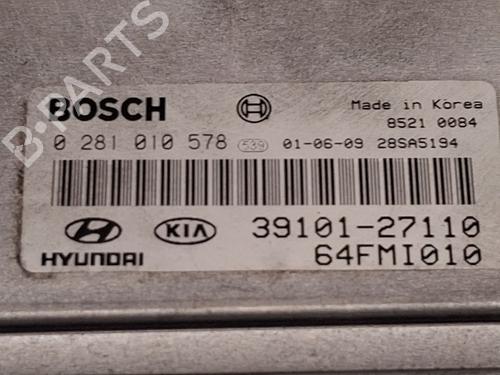 B-PARTS
BOSCH
Made in Korea
8521 0084
0 281 010 578 539 01-06-09 28SA5194
HYUNDAI KIA 39101-27110
64FMI010